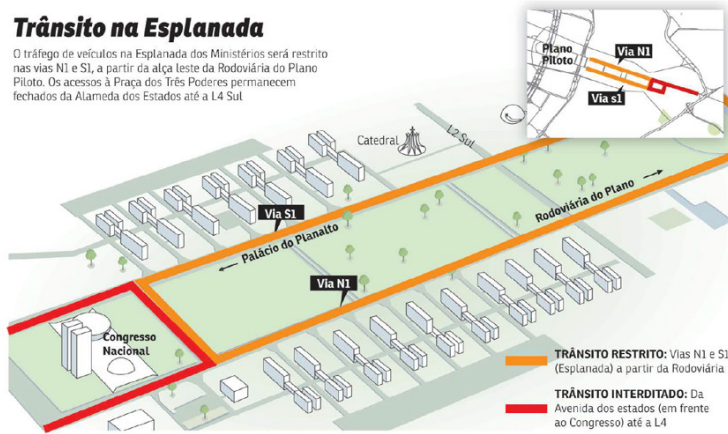 Trânsito na Esplanada
O tráfego de veículos na Esplanada dos Ministérios será restrito
nas vias N1 e S1, a partir da alça leste da Rodoviária do Plano
Piloto. Os acessos à Praça dos Três Poderes permanecem
fechados da Alameda dos Estados até a L4 Sul
Plano
Piloto
Via N1
Via s1
Catedral
L2 Sul
Via S1
Palácio do Planalto
Rodoviária do Plano
Via N1
Congresso
Nacional
TRÂNSITO RESTRITO: Vias N1 e S1
(Esplanada) a partir da Rodoviária
TRÂNSITO INTERDITADO: Da
Avenida dos estados (em frente
ao Congresso) até a L4